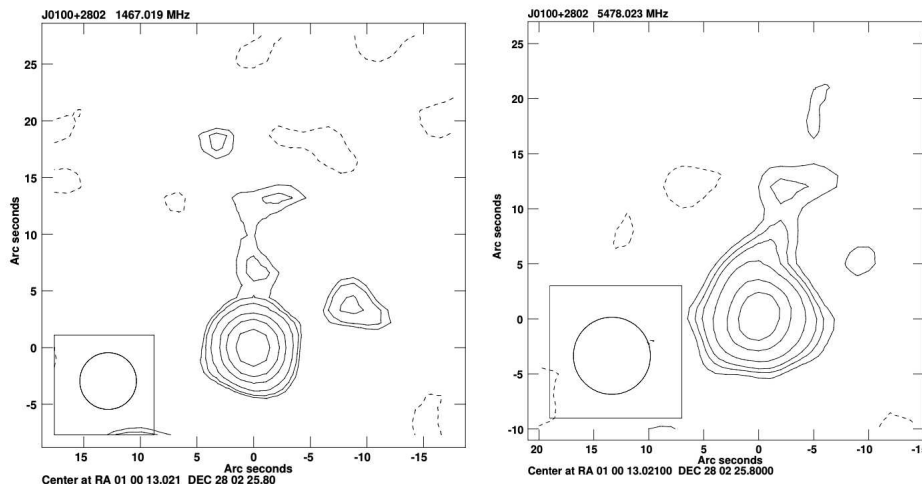 J0100+2802 1467.019 MHz
25
20
15
10
5
0
-5
Arc seconds
15 10 5 0 -5 -10 -15
Arc seconds
Center at RA 01 00 13.021 DEC 28 02 25.80
J0100+2802 5478.023 MHz
25
20
15
10
5
0
-5
-10
Arc seconds
20 15 10 5 0 -5 -10
Arc seconds
Center at RA 01 00 13.02100 DEC 28 02 25.8000